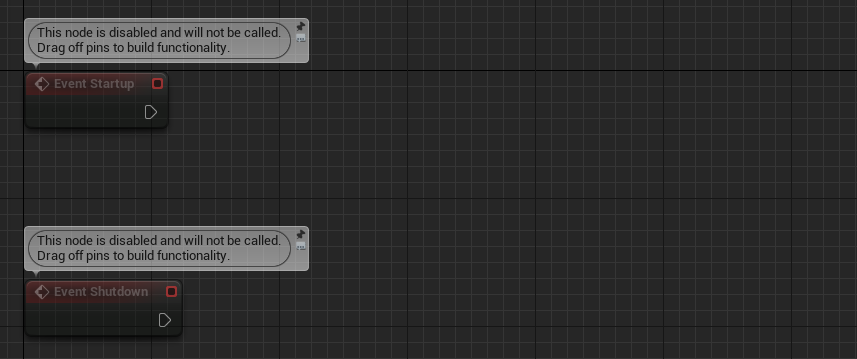 This node is disabled and will not be called.
Drag off pins to build functionality.
Event Startup
This node is disabled and will not be called.
Drag off pins to build functionality.
Event Shutdown